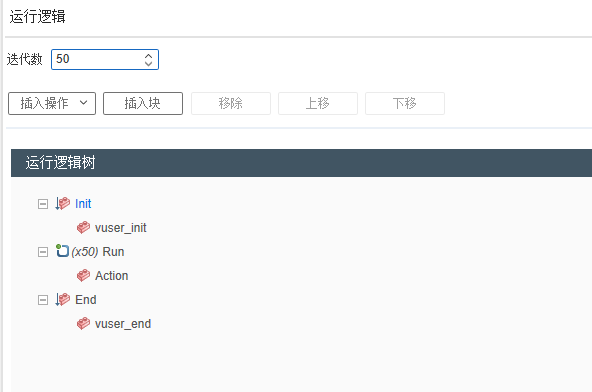 运行逻辑
迭代数 50
插入操作 插入块 移除 上移 下移
运行逻辑树
Init
vuser_init
(x50) Run
Action
End
vuser_end